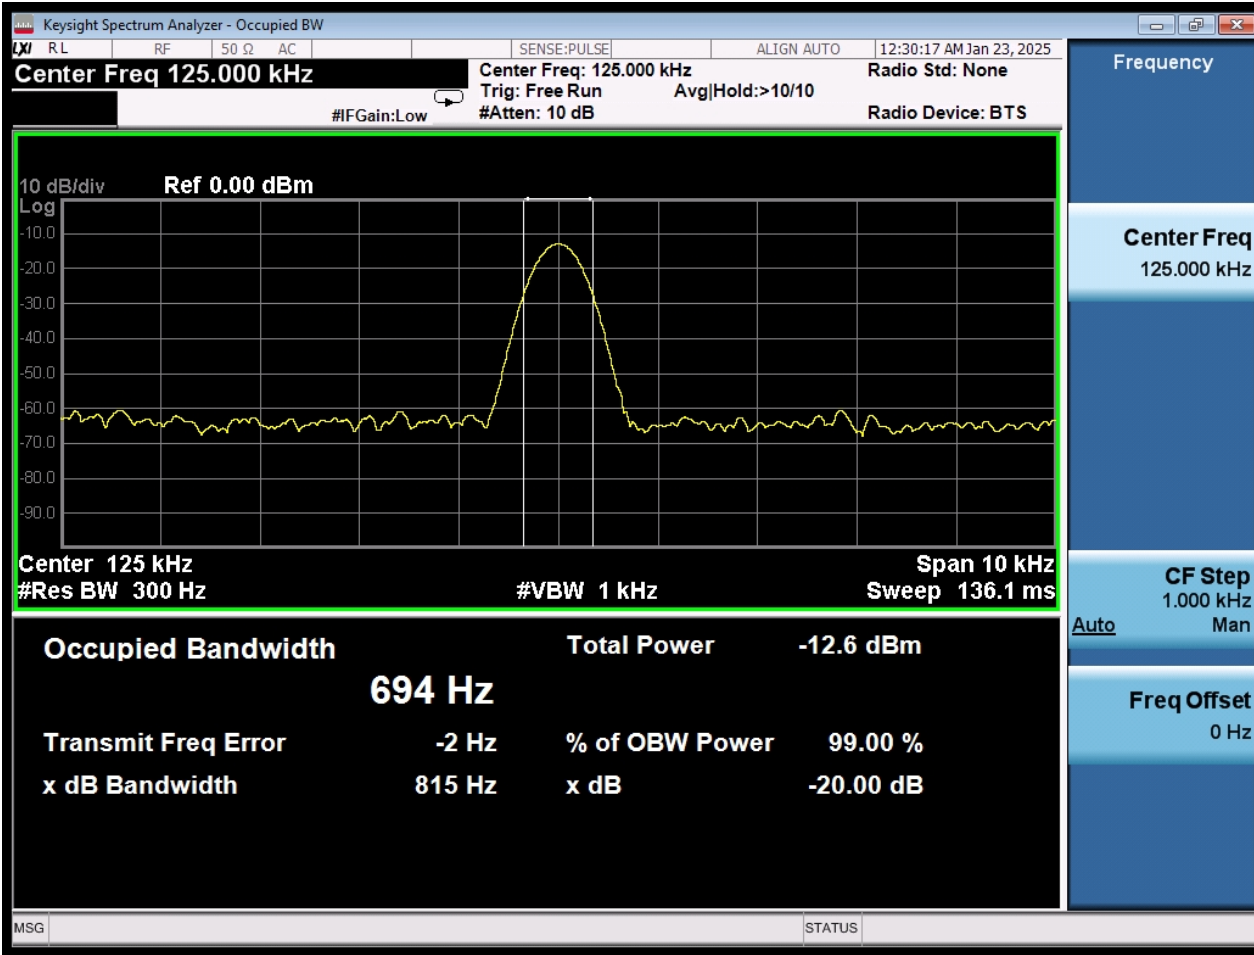 Keysight Spectrum Analyzer - Occupied BW
LXI RL RF 50 Ω AC SENSE:PULSE ALIGN AUTO 12:30:17 AM Jan 23, 2025
Center Freq 125.000 kHz
Center Freq: 125.000 kHz
Radio Std: None
Trig: Free Run
Avg|Hold:>10/10
#IFGain:Low
#Atten: 10 dB
Radio Device: BTS
10 dB/div
Ref 0.00 dBm
Log
-10.0
-20.0
-30.0
-40.0
-50.0
-60.0
-70.0
-80.0
-90.0
Center 125 kHz
Span 10 kHz
#Res BW 300 Hz
#VBW 1 kHz
Sweep 136.1 ms
Occupied Bandwidth
Total Power -12.6 dBm
694 Hz
Transmit Freq Error -2 Hz
% of OBW Power 99.00 %
x dB Bandwidth 815 Hz
x dB -20.00 dB
MSG
STATUS
Frequency
Center Freq
125.000 kHz
CF Step
1.000 kHz
Auto Man
Freq Offset
0 Hz